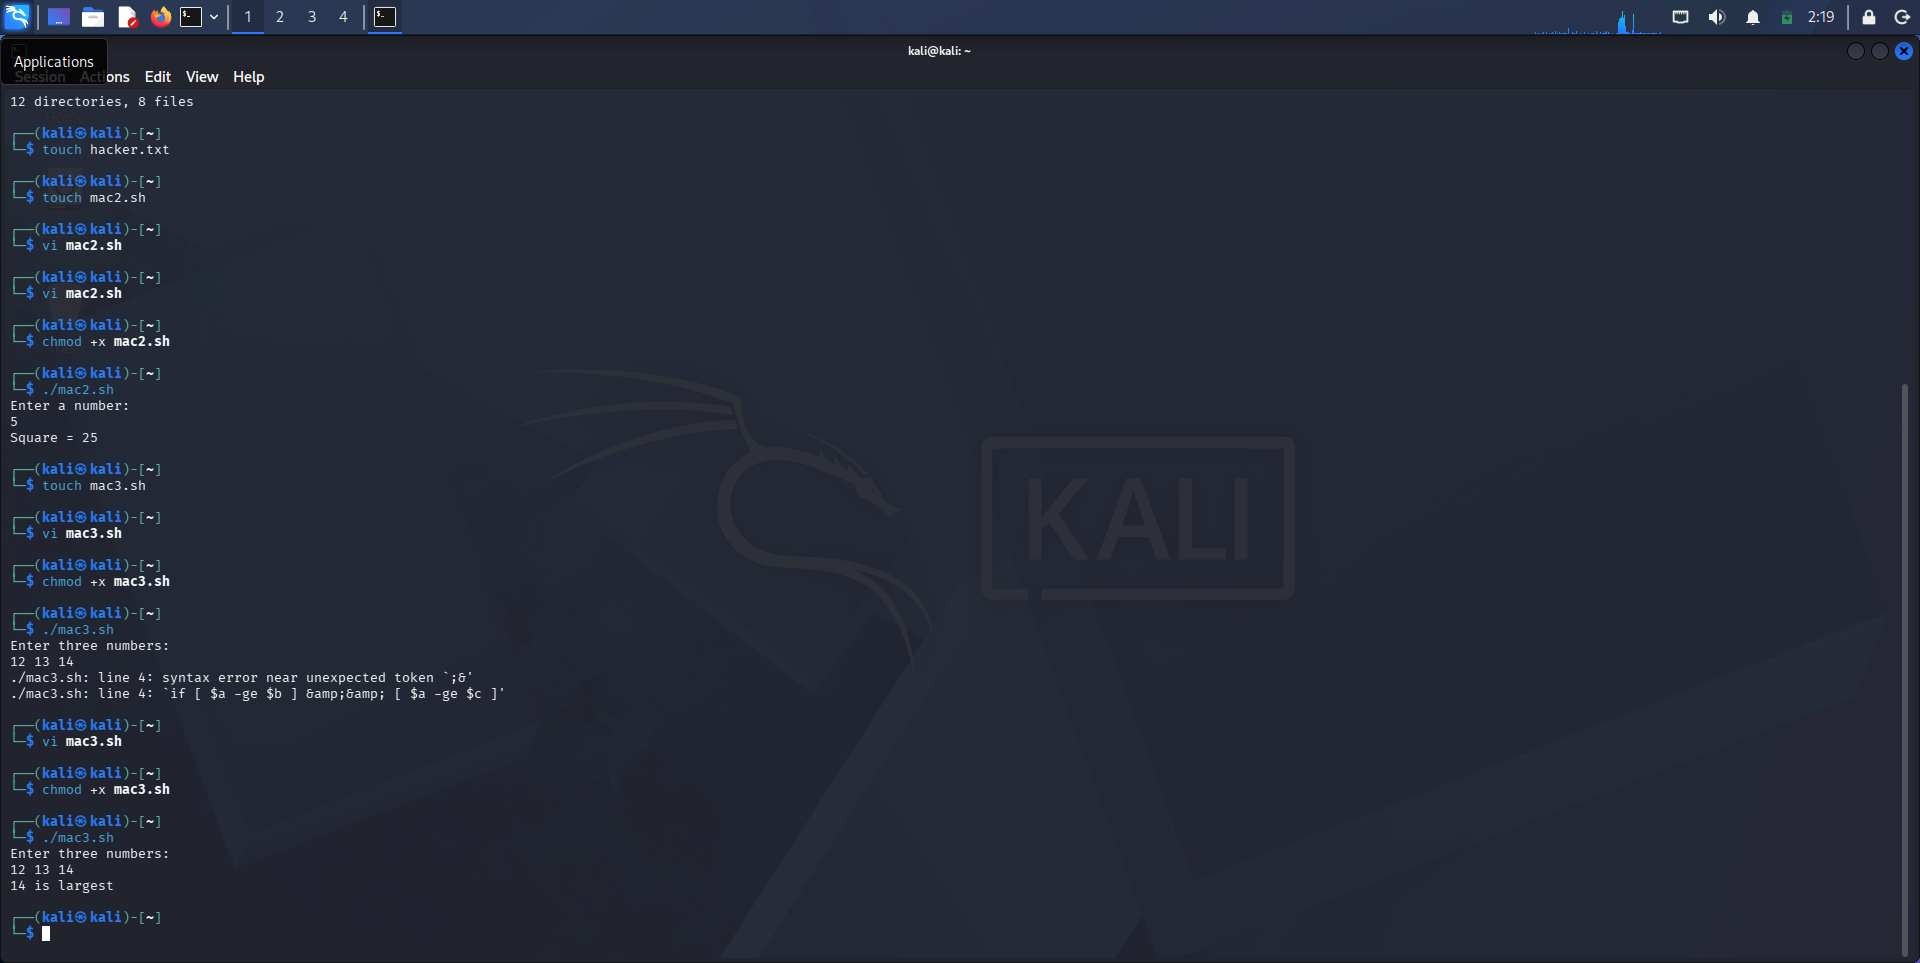 1 2 3 4
2:19
kali@kali: ~
Applications
Session Actions Edit View Help
12 directories, 8 files
Home
┌──(kali㉿kali)-[~]
└─$ touch hacker.txt
┌──(kali㉿kali)-[~]
└─$ touch mac2.sh
┌──(kali㉿kali)-[~]
└─$ vi mac2.sh
┌──(kali㉿kali)-[~]
└─$ vi mac2.sh
┌──(kali㉿kali)-[~]
└─$ chmod +x mac2.sh
┌──(kali㉿kali)-[~]
└─$ ./mac2.sh
Enter a number:
5
Square = 25
┌──(kali㉿kali)-[~]
└─$ touch mac3.sh
┌──(kali㉿kali)-[~]
└─$ vi mac3.sh
┌──(kali㉿kali)-[~]
└─$ chmod +x mac3.sh
┌──(kali㉿kali)-[~]
└─$ ./mac3.sh
Enter three numbers:
12 13 14
./mac3.sh: line 4: syntax error near unexpected token `;&'
./mac3.sh: line 4: `if [ $a -ge $b ] &amp;&amp; [ $a -ge $c ]'
┌──(kali㉿kali)-[~]
└─$ vi mac3.sh
┌──(kali㉿kali)-[~]
└─$ chmod +x mac3.sh
┌──(kali㉿kali)-[~]
└─$ ./mac3.sh
Enter three numbers:
12 13 14
14 is largest
┌──(kali㉿kali)-[~]
└─$
KALI